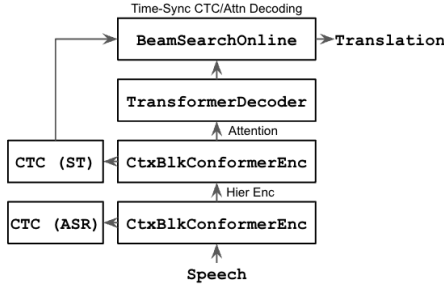 Time-Sync CTC/Attn Decoding
BeamSearchOnline
Translation
TransformerDecoder
Attention
CTC (ST)
CtxBlkConformerEnc
Hier Enc
CTC (ASR)
CtxBlkConformerEnc
Speech